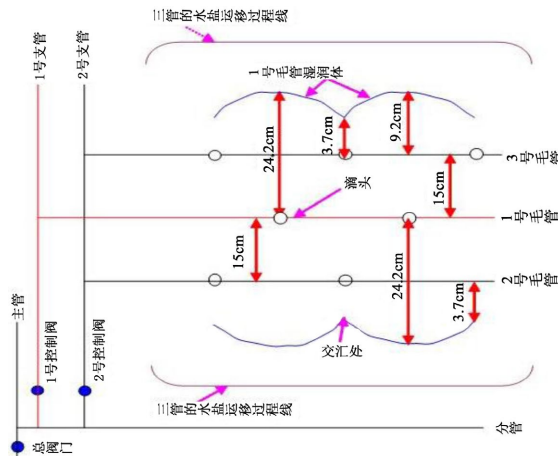 三管的水盐运移过程线
1号支管
2号支管
1号毛管湿润体
24.2cm
3.7cm
9.2cm
3号毛管
15cm
滴头
1号毛管
15cm
24.2cm
2号毛管
3.7cm
主管
1号控制阀
2号控制阀
交汇处
三管的水盐运移过程线
总阀门
分管